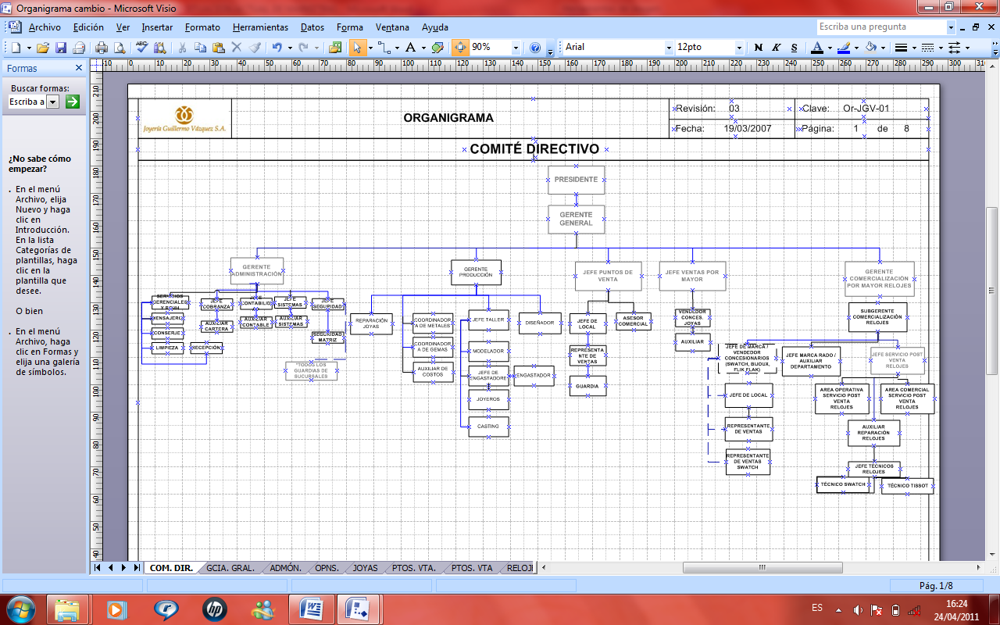 Organigrama cambio - Microsoft Visio
Archivo Edición Ver Insertar Formato Herramientas Datos Forma Ventana Ayuda
Escriba una pregunta
90%
Arial
12pto
N K S
Formas
Buscar formas:
Escriba a
¿No sabe cómo
empezar?
. En el menú
Archivo, elija
Nuevo y haga
clic en
Introducción.
En la lista
Categorías de
plantillas, haga
clic en la
plantilla que
desee.
O bien
. En el menú
Archivo, haga
clic en Formas y
elija una galería
de símbolos.
Joyería Guillermo Vázquez S.A.
ORGANIGRAMA
Revisión: 03
Clave: Or-JGV-01
Fecha: 19/03/2007
Página: 1 de 8
COMITÉ DIRECTIVO
PRESIDENTE
GERENTE
GENERAL
GERENTE
ADMINISTRACIÓN
GERENTE
PRODUCCIÓN
JEFE PUNTOS DE
VENTA
JEFE VENTAS POR
MAYOR
GERENTE
COMERCIALIZACIÓN
POR MAYOR RELOJES
SERVICIOS
GERENCIALES
Y RRHH
MENSAJERO
CONSERJE
LIMPIEZA
RECEPCIÓN
JEFE
COBRANZA
AUXILIAR
CARTERA
JEFE
CONTABILIDAD
AUXILIAR
CONTABLE
JEFE
SISTEMAS
AUXILIAR
SISTEMAS
JEFE
SEGURIDAD
SEGURIDAD
MATRIZ
*TODOS LOS
GUARDIAS DE
SUCURSALES
REPARACIÓN
JOYAS
COORDINADOR
A DE METALES
COORDINADOR
A DE GEMAS
AUXILIAR DE
COSTOS
JEFE TALLER
MODELADOR
JEFE DE
ENGASTADORES
ENGASTADOR
JOYEROS
CASTING
DISEÑADOR
JEFE DE
LOCAL
REPRESENTA
NTE DE
VENTAS
GUARDIA
ASESOR
COMERCIAL
VENDEDOR
CONCES.
JOYAS
AUXILIAR
SUBGERENTE
COMERCIALIZACIÓN
RELOJES
JEFE DE MARCA /
VENDEDOR
CONCESIONARIOS
(SWATCH, BIJOUX,
FLIK FLAK)
JEFE DE LOCAL
REPRESENTANTE
DE VENTAS
REPRESENTANTE
DE VENTAS
SWATCH
JEFE MARCA RADO /
AUXILIAR
DEPARTAMENTO
JEFE SERVICIO POST
VENTA
RELOJES
AREA OPERATIVA
SERVICIO POST
VENTA
RELOJES
AREA COMERCIAL
SERVICIO POST
VENTA
RELOJES
AUXILIAR
REPARACIÓN
RELOJES
JEFE TÉCNICOS
RELOJES
TÉCNICO SWATCH
TÉCNICO TISSOT
COM. DIR. GCIA. GRAL. ADMÓN. OPNS. JOYAS PTOS. VTA. PTOS. VTA RELOJ
Pág. 1/8
ES
16:24
24/04/2011